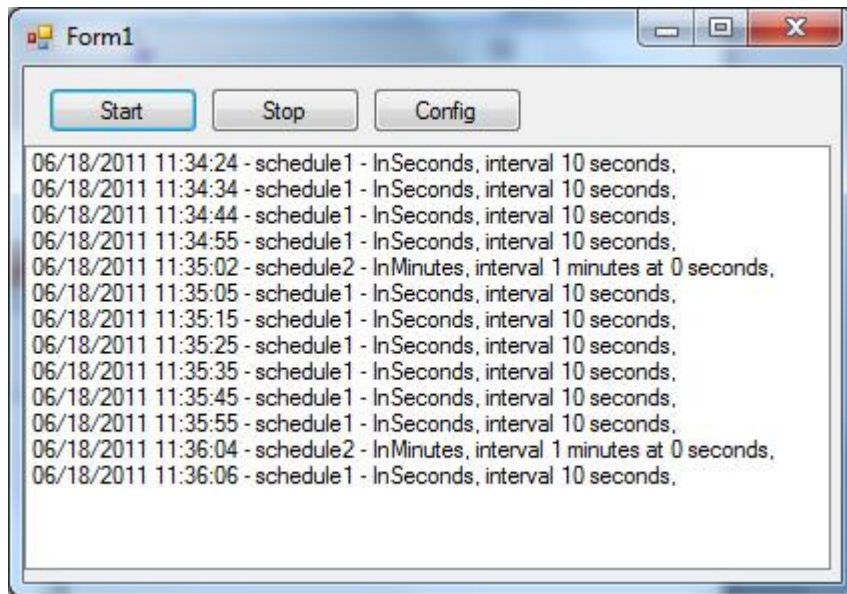 Form1
Start Stop Config
06/18/2011 11:34:24 - schedule1 - InSeconds, interval 10 seconds,
06/18/2011 11:34:34 - schedule1 - InSeconds, interval 10 seconds,
06/18/2011 11:34:44 - schedule1 - InSeconds, interval 10 seconds,
06/18/2011 11:34:55 - schedule1 - InSeconds, interval 10 seconds,
06/18/2011 11:35:02 - schedule2 - InMinutes, interval 1 minutes at 0 seconds,
06/18/2011 11:35:05 - schedule1 - InSeconds, interval 10 seconds,
06/18/2011 11:35:15 - schedule1 - InSeconds, interval 10 seconds,
06/18/2011 11:35:25 - schedule1 - InSeconds, interval 10 seconds,
06/18/2011 11:35:35 - schedule1 - InSeconds, interval 10 seconds,
06/18/2011 11:35:45 - schedule1 - InSeconds, interval 10 seconds,
06/18/2011 11:35:55 - schedule1 - InSeconds, interval 10 seconds,
06/18/2011 11:36:04 - schedule2 - InMinutes, interval 1 minutes at 0 seconds,
06/18/2011 11:36:06 - schedule1 - InSeconds, interval 10 seconds,